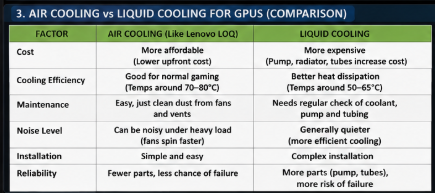 3. AIR COOLING vs LIQUID COOLING FOR GPUS (COMPARISON)
FACTOR AIR COOLING (Like Lenovo LOQ) LIQUID COOLING
Cost More affordable (Lower upfront cost) More expensive (Pump, radiator, tubes increase cost)
Cooling Efficiency Good for normal gaming (Temps around 70–80°C) Better heat dissipation (Temps around 50–65°C)
Maintenance Easy, just clean dust from fans and vents Needs regular check of coolant, pump and tubing
Noise Level Can be noisy under heavy load (fans spin faster) Generally quieter (more efficient cooling)
Installation Simple and easy Complex installation
Reliability Fewer parts, less chance of failure More parts (pump, tubes), more risk of failure